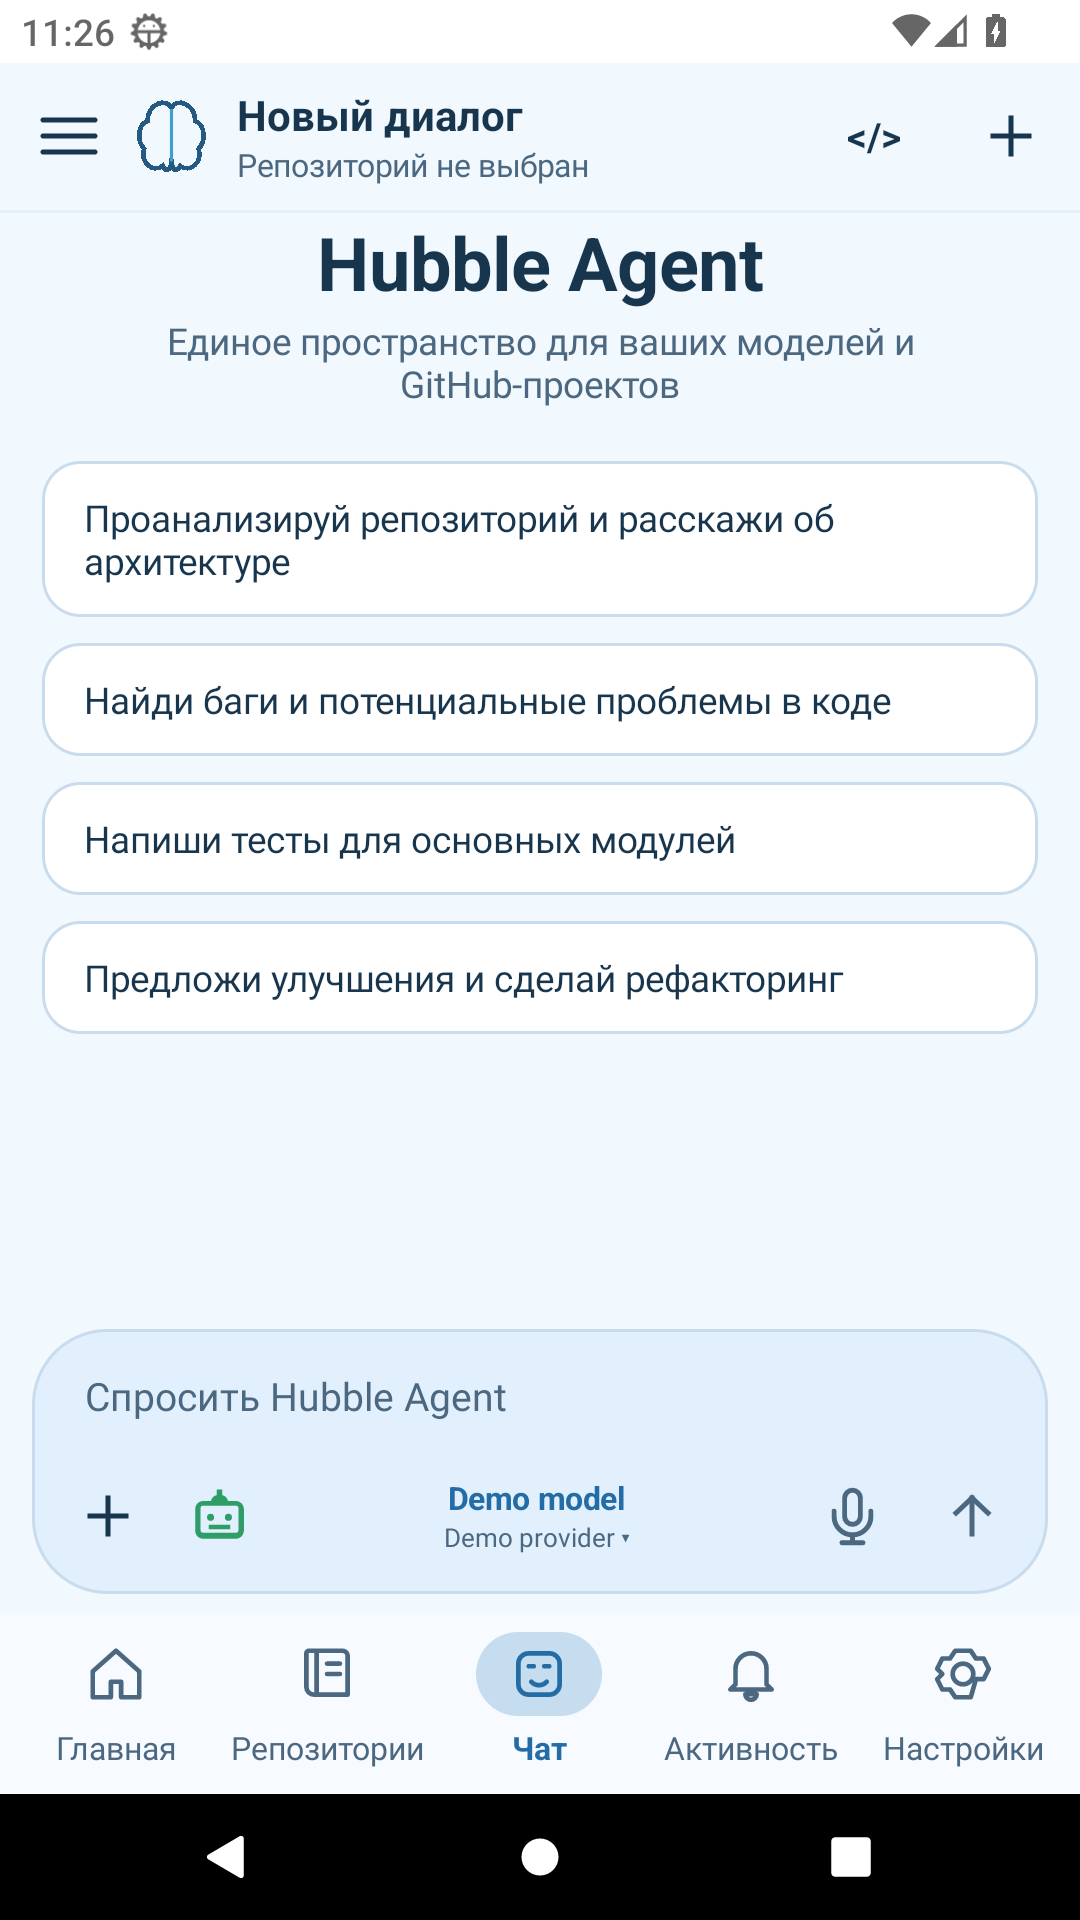 11:26
Новый диалог
Репозиторий не выбран
</>
Hubble Agent
Единое пространство для ваших моделей и
GitHub-проектов
Проанализируй репозиторий и расскажи об
архитектуре
Найди баги и потенциальные проблемы в коде
Напиши тесты для основных модулей
Предложи улучшения и сделай рефакторинг
Спросить Hubble Agent
Demo model
Demo provider ▾
Главная
Репозитории
Чат
Активность
Настройки